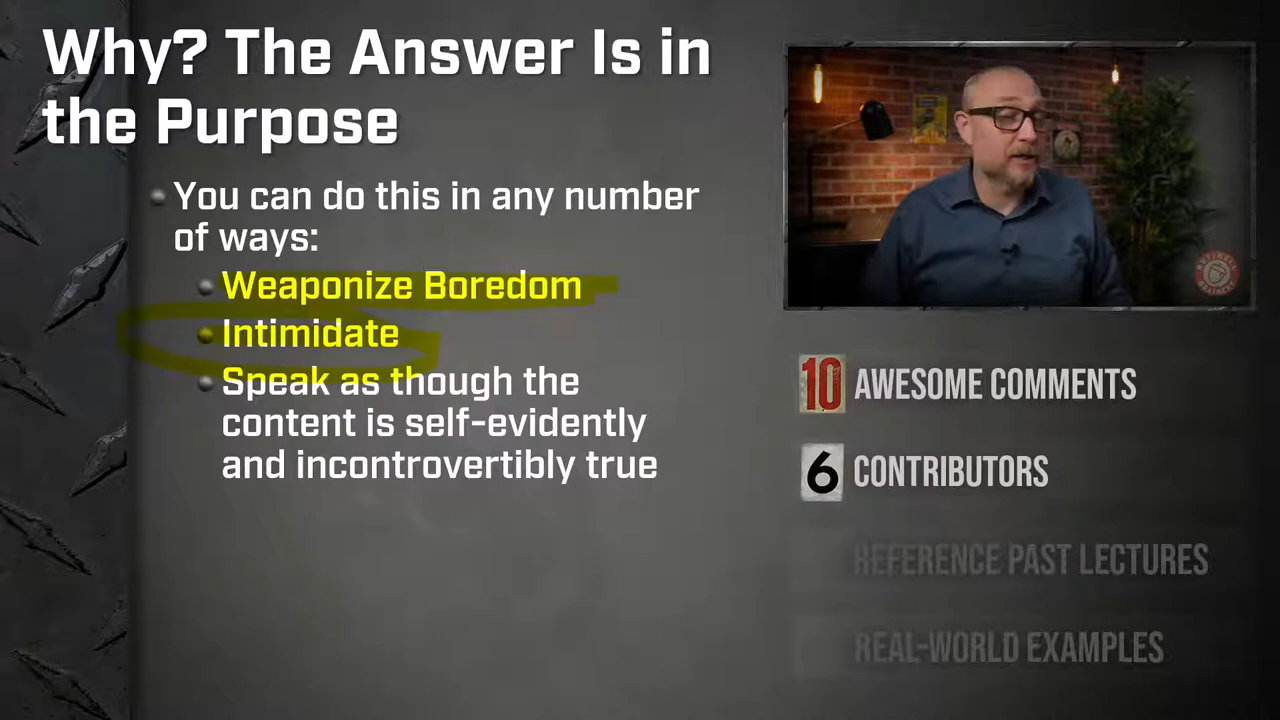 Why? The Answer Is in
the Purpose
You can do this in any number
of ways:
Weaponize Boredom
Intimidate
Speak as though the
content is self-evidently
and incontrovertibly true
10 AWESOME COMMENTS
6 CONTRIBUTORS
REFERENCE PAST LECTURES
REAL-WORLD EXAMPLES